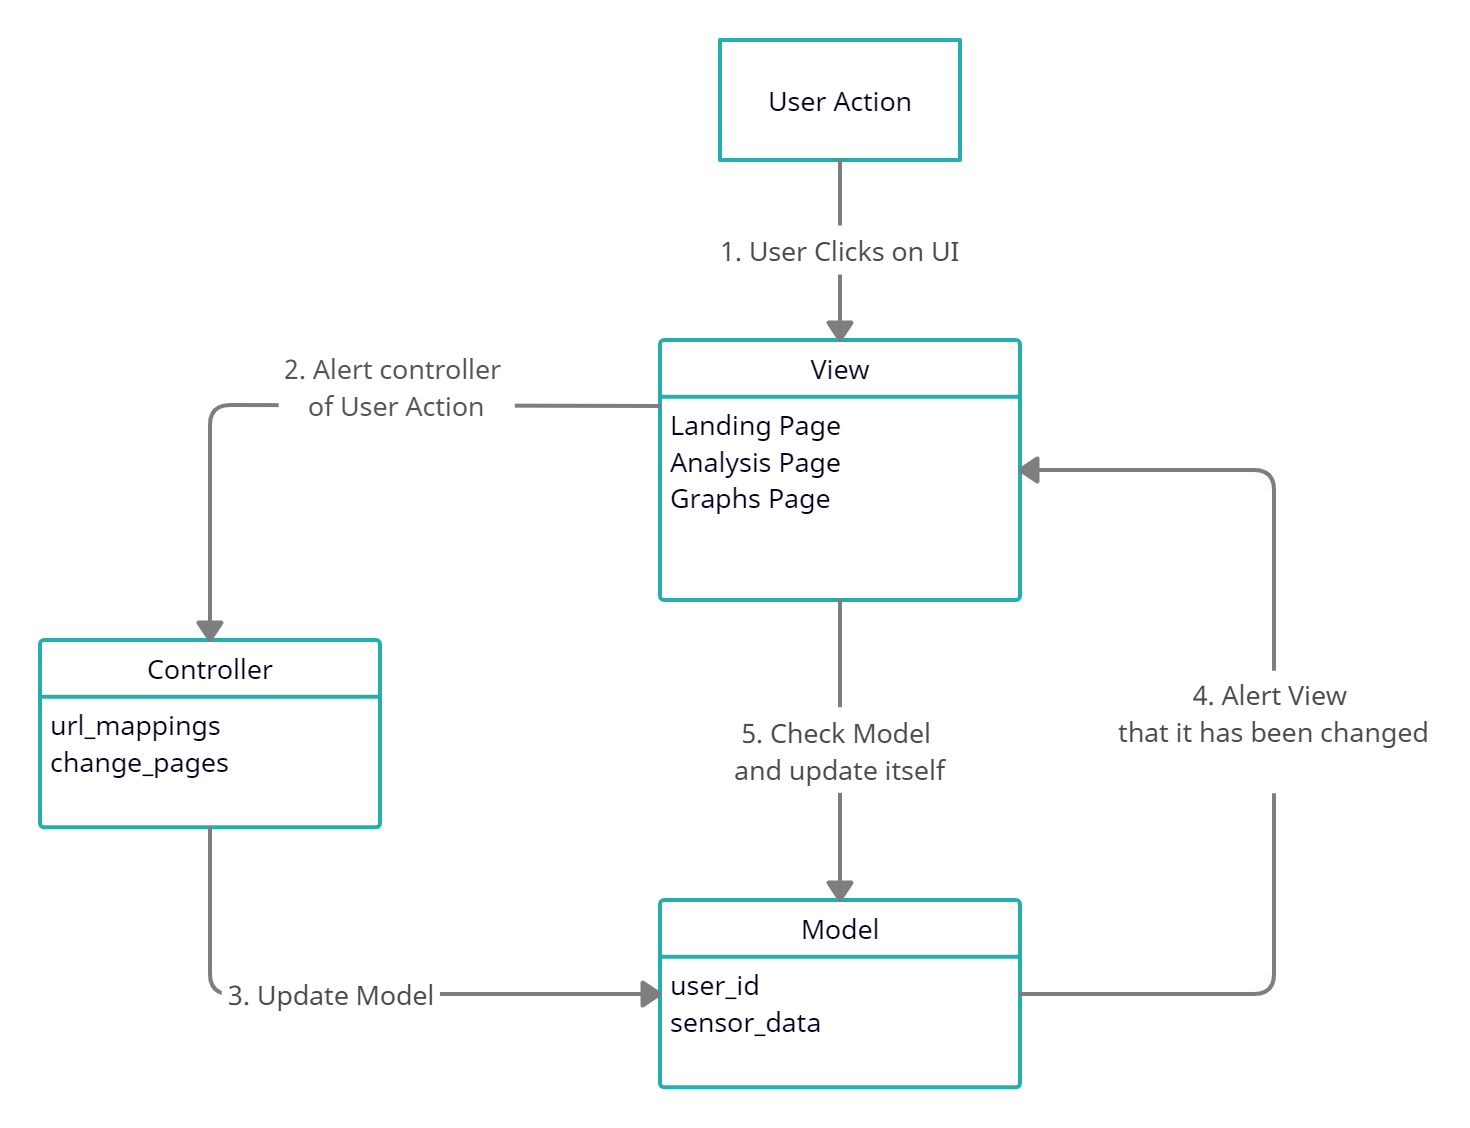 User Action
1. User Clicks on UI
View
Landing Page
Analysis Page
Graphs Page
2. Alert controller
of User Action
Controller
url_mappings
change_pages
3. Update Model
4. Alert View
that it has been changed
5. Check Model
and update itself
Model
user_id
sensor_data